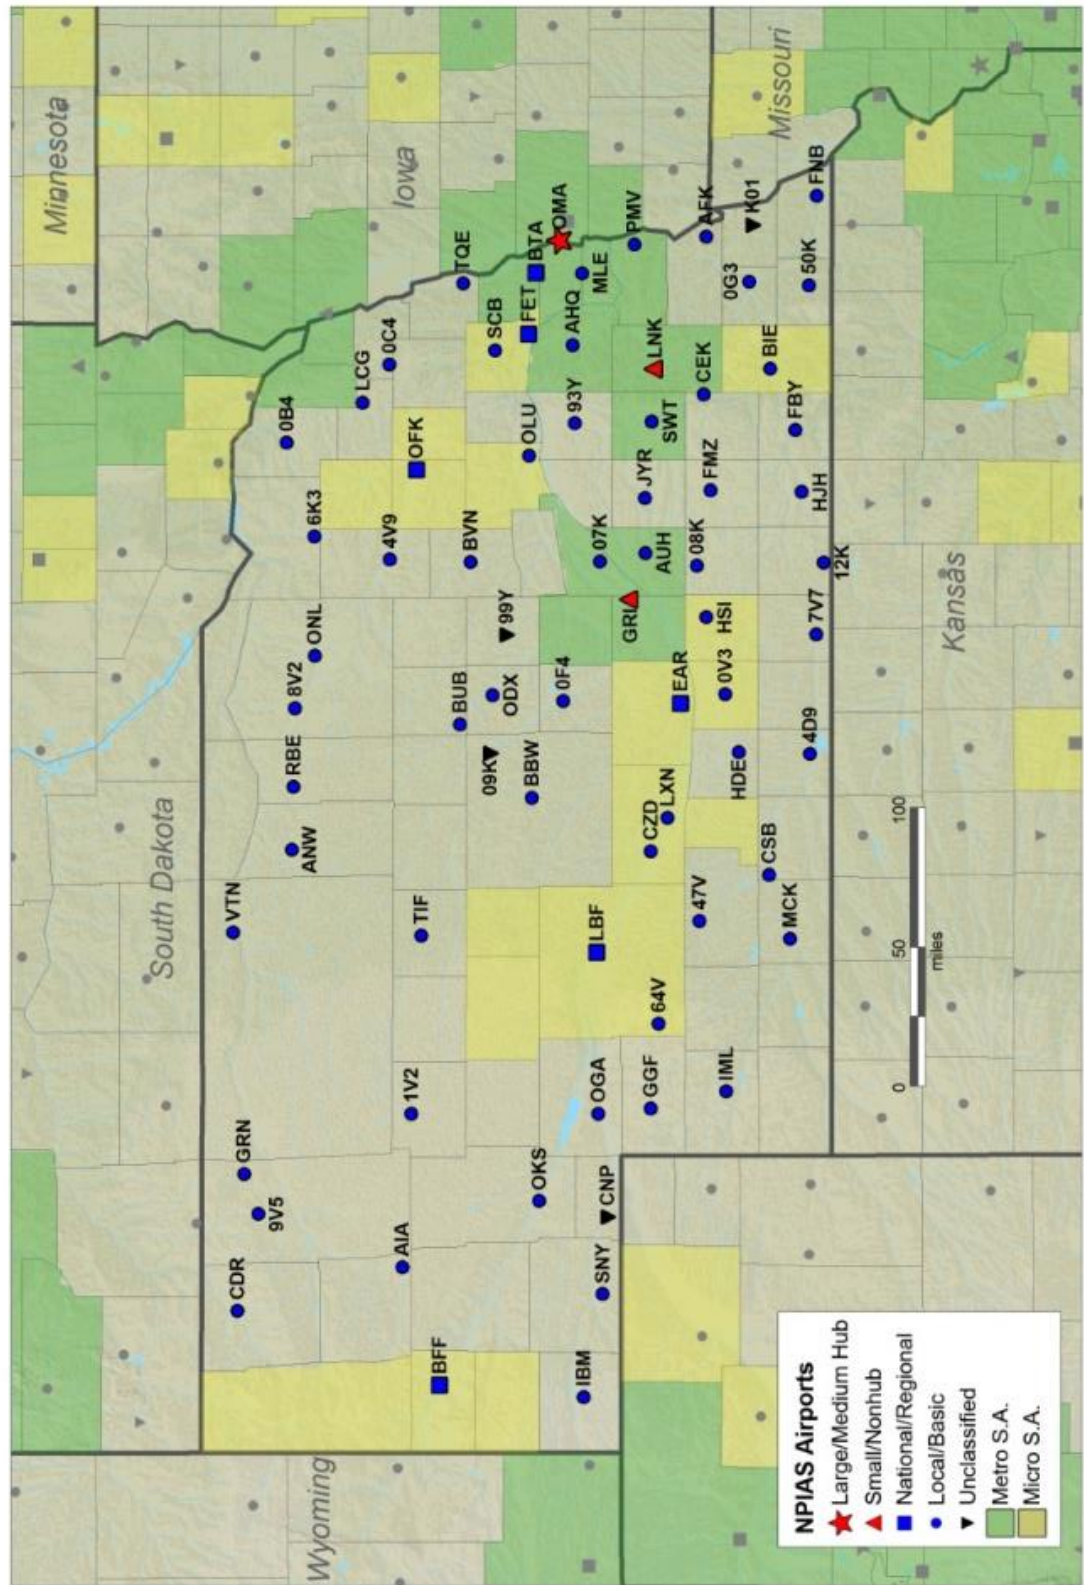 Minnesota
South Dakota
Iowa
Wyoming
Missouri
Kansas
CDR
GRN
9V5
VTN
ANW
RBE
8V2
ONL
6K3
0B4
LCG
0C4
AIA
BFF
1V2
TIF
4V9
OFK
TQE
BUB
ODX
09K
99Y
BVN
SCB
FET
BTA
OMA
OKS
BBW
0F4
OLU
93Y
AHQ
MLE
IBM
SNY
CNP
OGA
LBF
GRI
07K
PMV
GGF
64V
CZD
LXN
EAR
AUH
JYR
SWT
LNK
IML
47V
HDE
0V3
HSI
08K
FMZ
CEK
AFK
K01
0G3
MCK
CSB
4D9
7V7
12K
HJH
FBY
BIE
50K
FNB
0
50
100
miles
NPIAS Airports
Large/Medium Hub
Small/Nonhub
National/Regional
Local/Basic
Unclassified
Metro S.A.
Micro S.A.